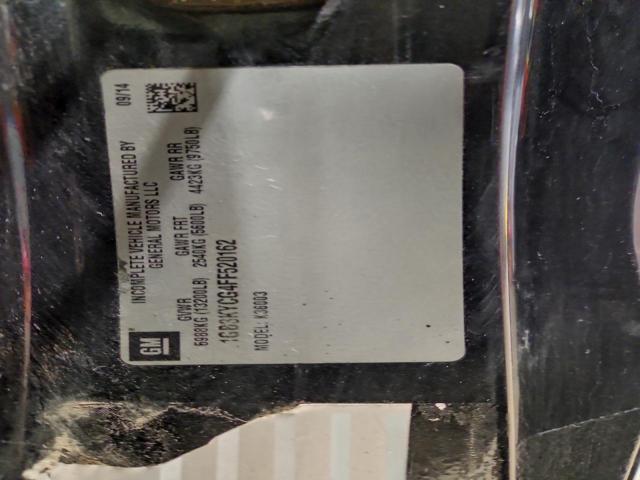 09/14
INCOMPLETE VEHICLE MANUFACTURED BY
GENERAL MOTORS LLC
GM
GVWR GAWR FRT GAWR RR
5988KG (13200LB) 2540KG (5600LB) 4423KG (9750LB)
1GB3KYCG4FF520162
MODEL: K36003